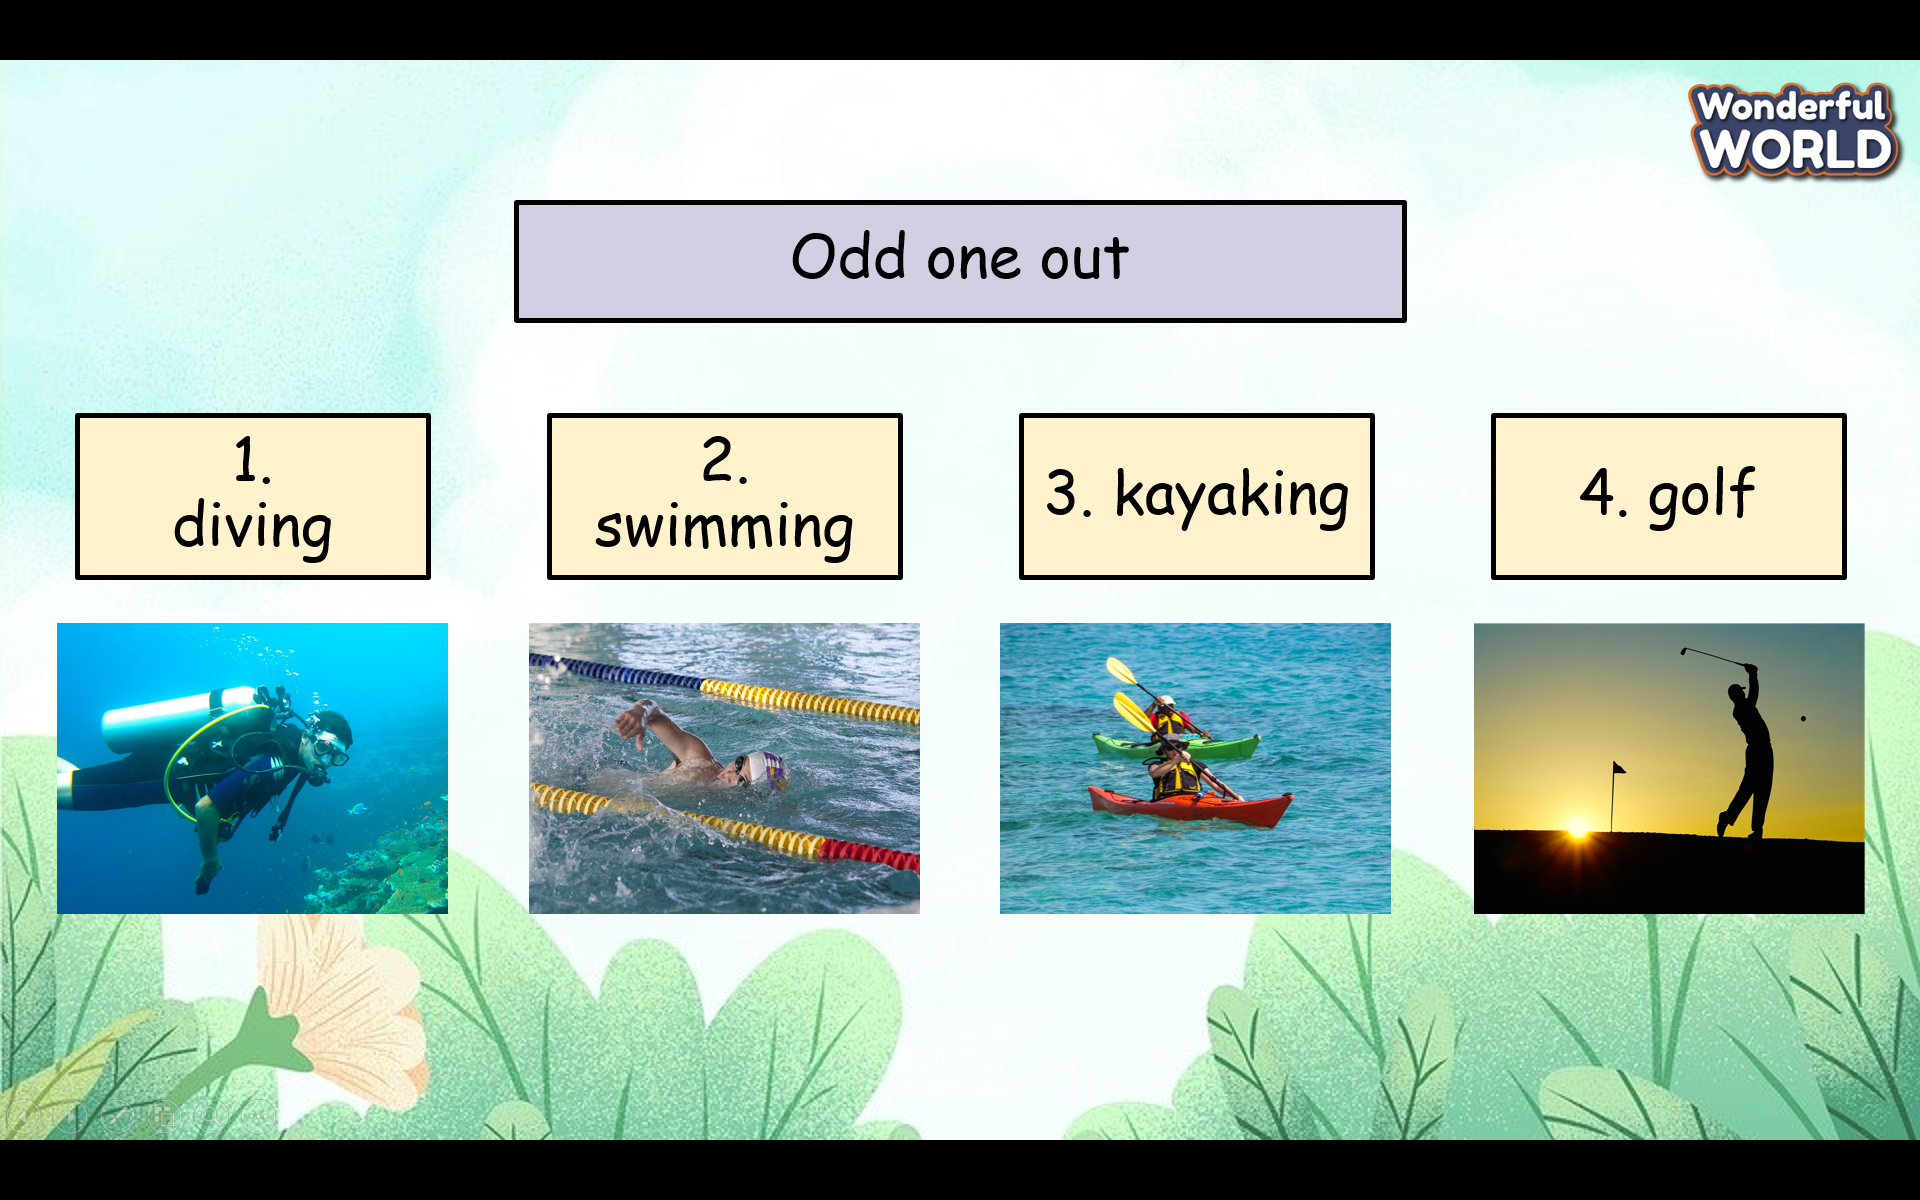 Wonderful
WORLD
Odd one out
1.
diving
2.
swimming
3. kayaking
4. golf